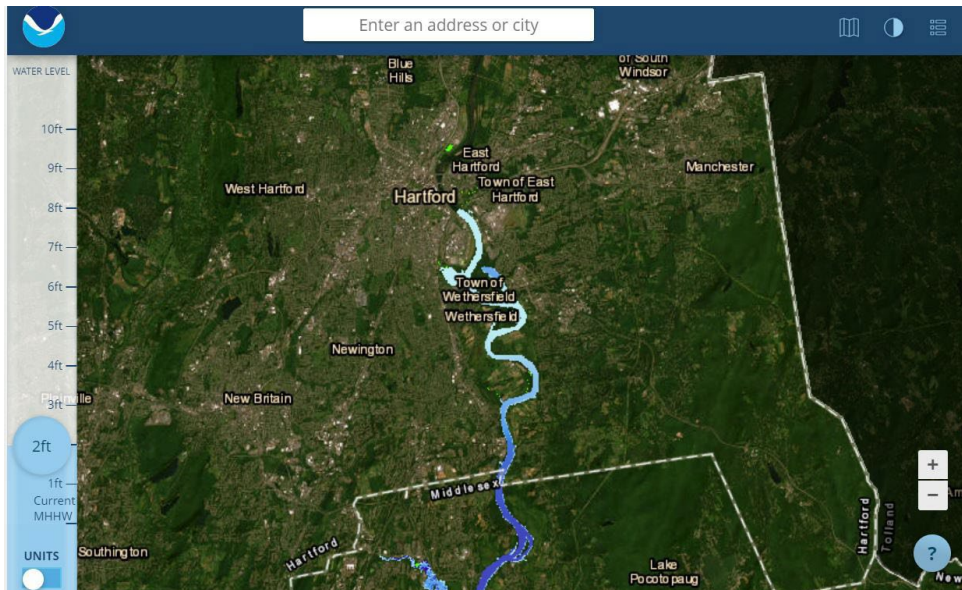 Enter an address or city
WATER LEVEL
10ft
9ft
8ft
7ft
6ft
5ft
4ft
3ft
2ft
1ft
Current
MHHW
UNITS
Blue
Hills
of South
Windsor
East
Hartford
Manchester
West Hartford
Hartford
Town of East
Hartford
Town of
Wethersfield
Wethersfield
Newington
New Britain
Middlesex
Hartford
Southington
Lake
Pocotopaug
Hartford
Tolland
+
−
?
New